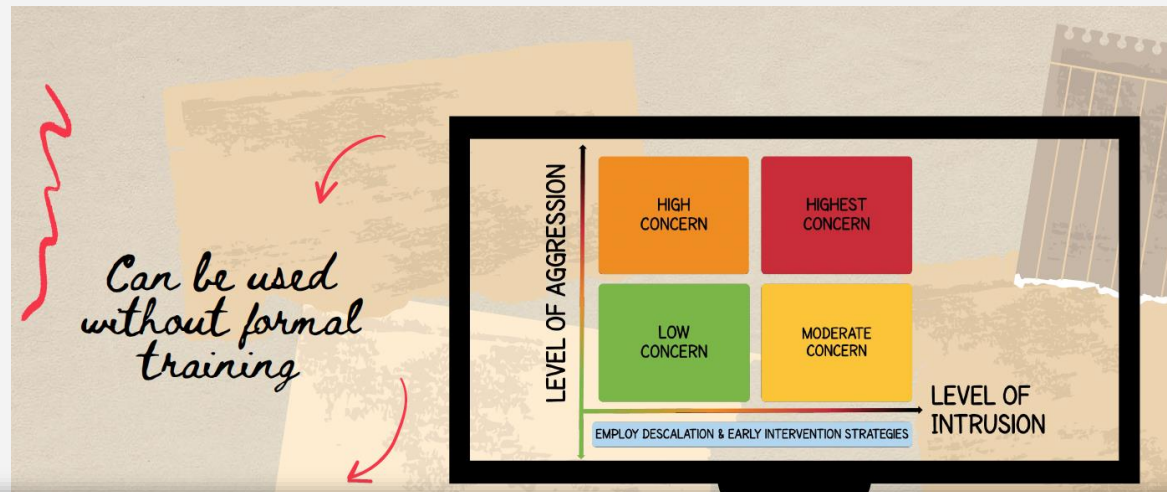 Can be used
without formal
training
LEVEL OF AGGRESSION
HIGH
CONCERN
HIGHEST
CONCERN
LOW
CONCERN
MODERATE
CONCERN
LEVEL OF
INTRUSION
EMPLOY DESCALATION & EARLY INTERVENTION STRATEGIES